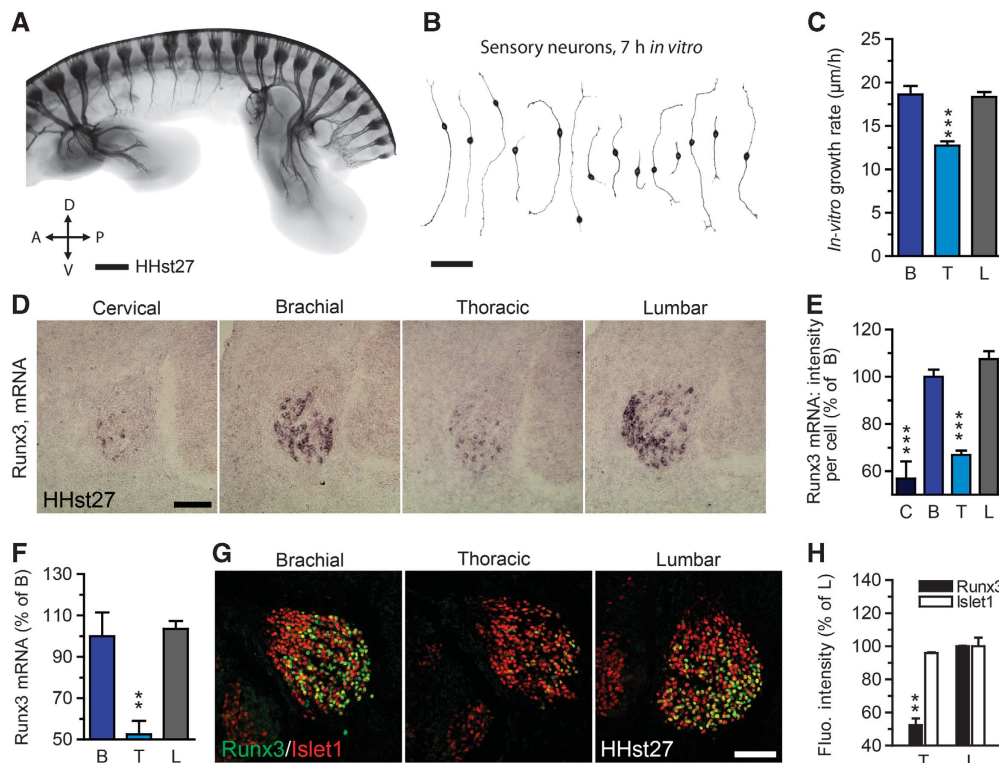 A
D
A
P
V
HHst27
B
Sensory neurons, 7 h in vitro
C
In-vitro growth rate (µm/h)
25
20
15
10
5
0
***
B T L
D
Cervical Brachial Thoracic Lumbar
Runx3, mRNA
HHst27
E
Runx3 mRNA: intensity
per cell (% of B)
120
100
80
60
***
***
C B T L
F
Runx3 mRNA (% of B)
130
110
90
70
50
**
B T L
G
Brachial Thoracic Lumbar
Runx3/Islet1
HHst27
H
Fluo. intensity (% of L)
140
120
100
80
60
40
Runx3
Islet1
**
T L